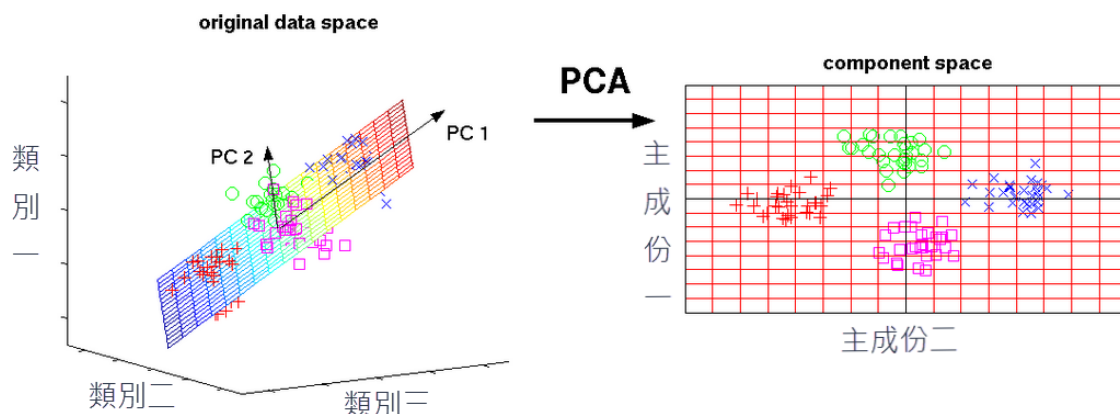 original data space
類別一
PC 2
PC 1
類別二
類別三
PCA
component space
主成份一
主成份二